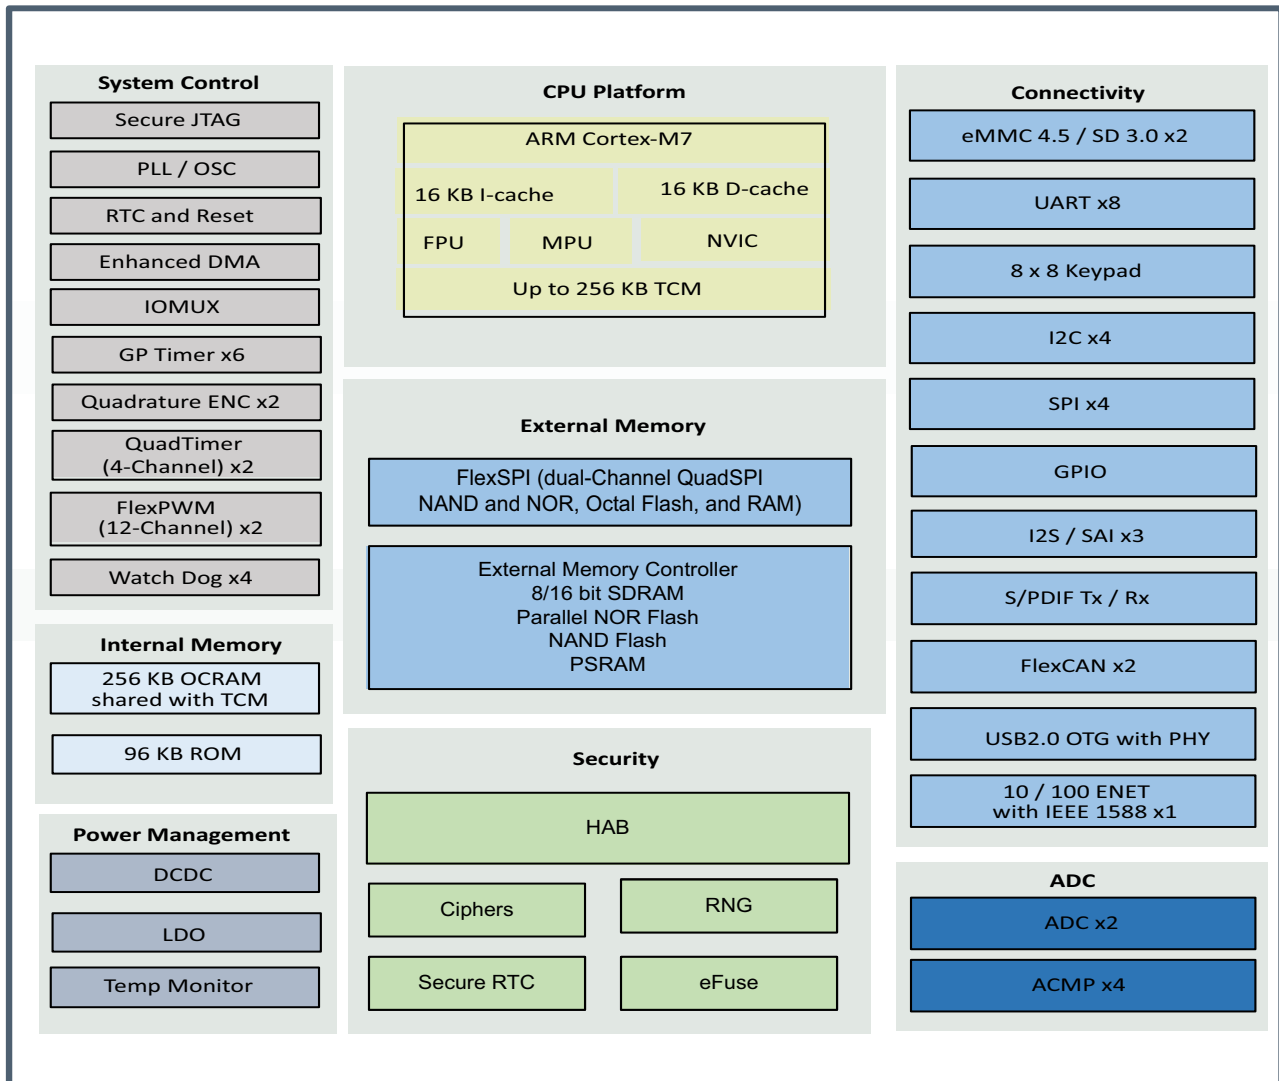 System Control
Secure JTAG
PLL / OSC
RTC and Reset
Enhanced DMA
IOMUX
GP Timer x6
Quadrature ENC x2
QuadTimer
(4-Channel) x2
FlexPWM
(12-Channel) x2
Watch Dog x4
Internal Memory
256 KB OCRAM
shared with TCM
96 KB ROM
Power Management
DCDC
LDO
Temp Monitor
CPU Platform
ARM Cortex-M7
16 KB I-cache
16 KB D-cache
FPU
MPU
NVIC
Up to 256 KB TCM
External Memory
FlexSPI (dual-Channel QuadSPI
NAND and NOR, Octal Flash, and RAM)
External Memory Controller
8/16 bit SDRAM
Parallel NOR Flash
NAND Flash
PSRAM
Security
HAB
Ciphers
RNG
Secure RTC
eFuse
Connectivity
eMMC 4.5 / SD 3.0 x2
UART x8
8 x 8 Keypad
I2C x4
SPI x4
GPIO
I2S / SAI x3
S/PDIF Tx / Rx
FlexCAN x2
USB2.0 OTG with PHY
10 / 100 ENET
with IEEE 1588 x1
ADC
ADC x2
ACMP x4